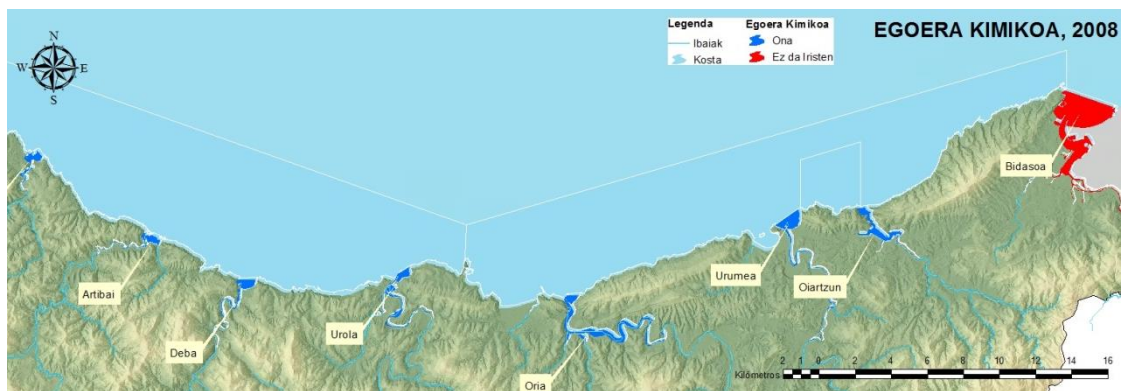 EGOERA KIMIKOA, 2008
Legenda
Ibaiak
Kosta
Egoera Kimikoa
Ona
Ez da Iristen
N
W E
S
Bidasoa
Artibai
Deba
Urola
Oria
Urumea
Oiartzun
2 1 0 2 4 6 8 10 12 14 16
Kilómetros